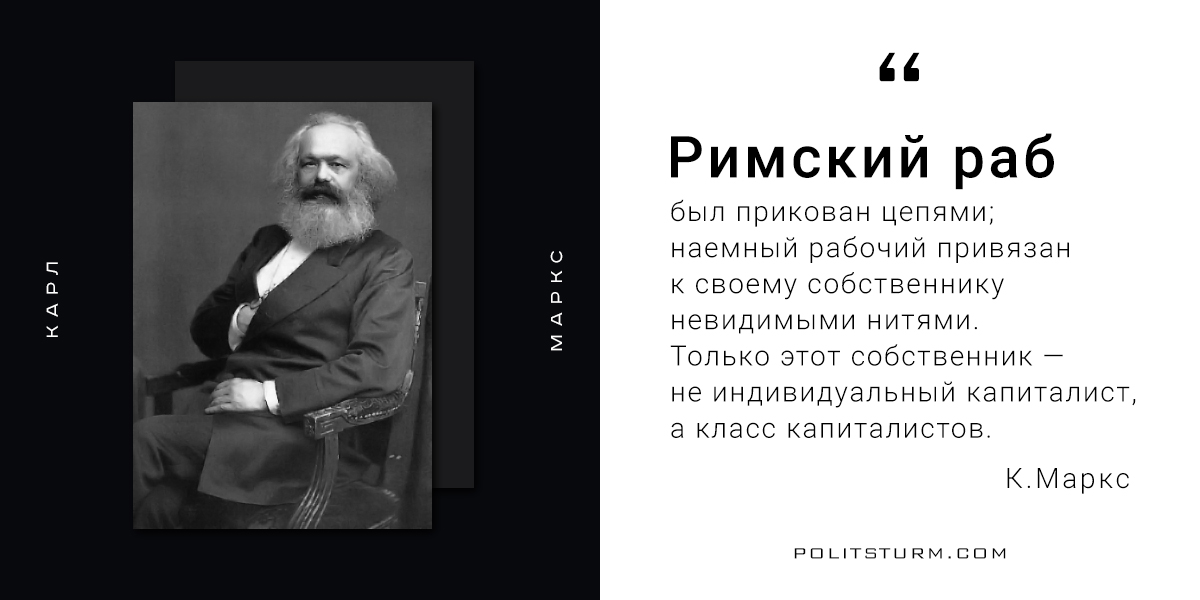 КАРЛ
МАРКС
“
Римский раб
был прикован цепями;
наемный рабочий привязан
к своему собственнику
невидимыми нитями.
Только этот собственник —
не индивидуальный капиталист,
а класс капиталистов.
К.Маркс
POLITSTURM.COM